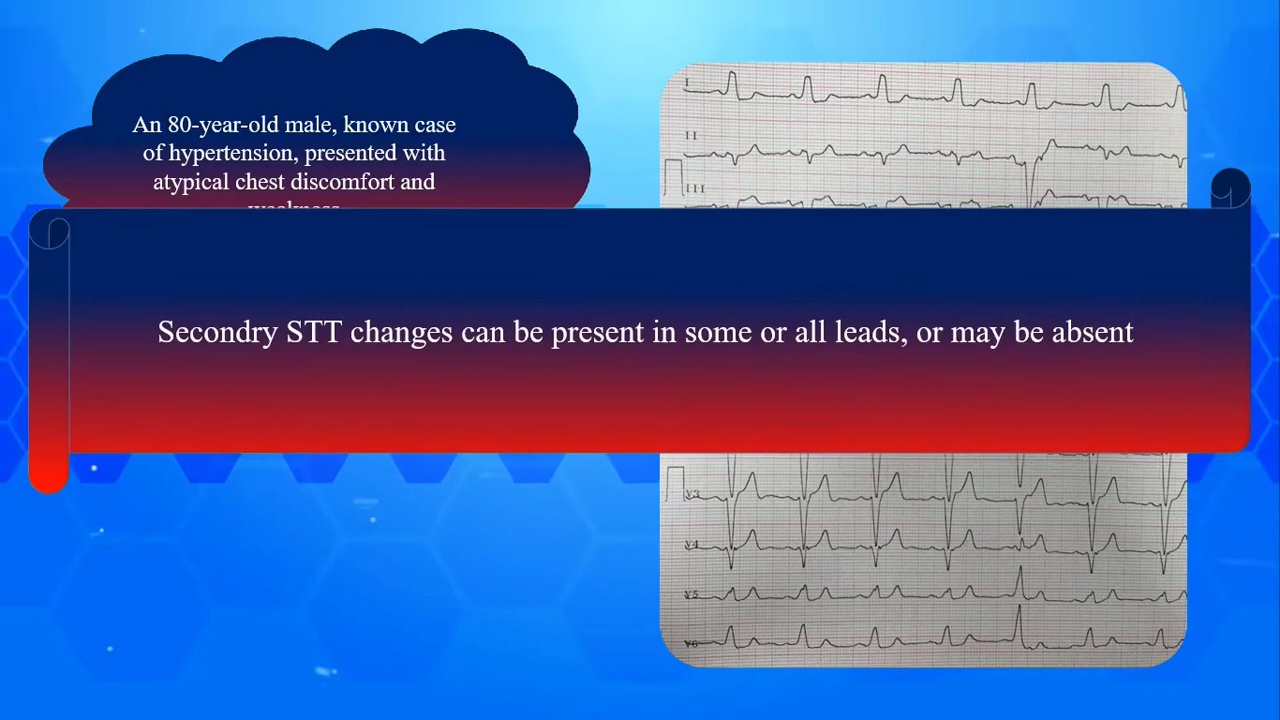 An 80-year-old male, known case
of hypertension, presented with
atypical chest discomfort and
weakness
Secondry STT changes can be present in some or all leads, or may be absent
I
II
III
V3
V4
V5
V6